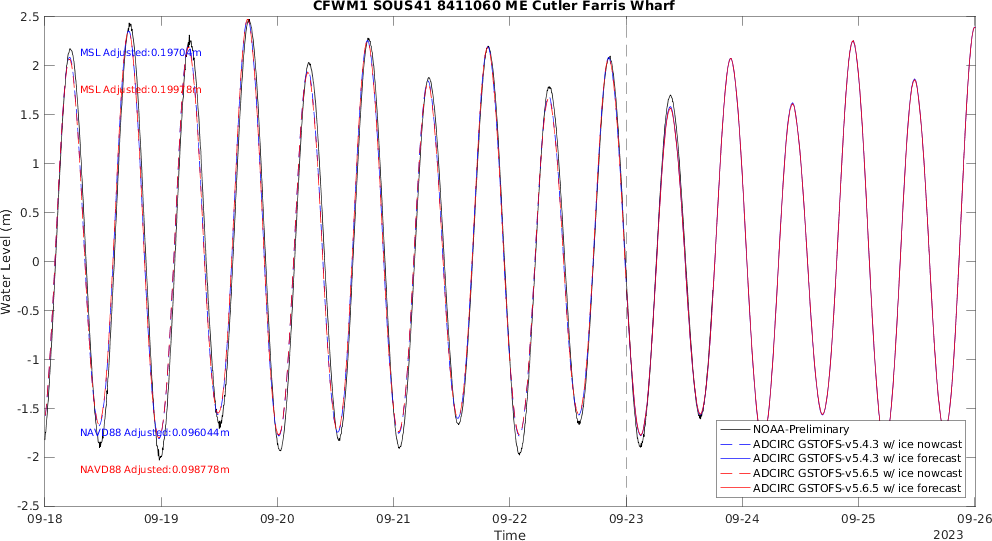 CFWM1 SOUS41 8411060 ME Cutler Farris Wharf
2.5
2
1.5
1
0.5
0
-0.5
-1
-1.5
-2
-2.5
Water Level (m)
MSL Adjusted:0.19704m
MSL Adjusted:0.19978m
NAVD88 Adjusted:0.096044m
NAVD88 Adjusted:0.098778m
NOAA-Preliminary
ADCIRC GSTOFS-v5.4.3 w/ ice nowcast
ADCIRC GSTOFS-v5.4.3 w/ ice forecast
ADCIRC GSTOFS-v5.6.5 w/ ice nowcast
ADCIRC GSTOFS-v5.6.5 w/ ice forecast
09-18 09-19 09-20 09-21 09-22 09-23 09-24 09-25 09-26
Time
2023